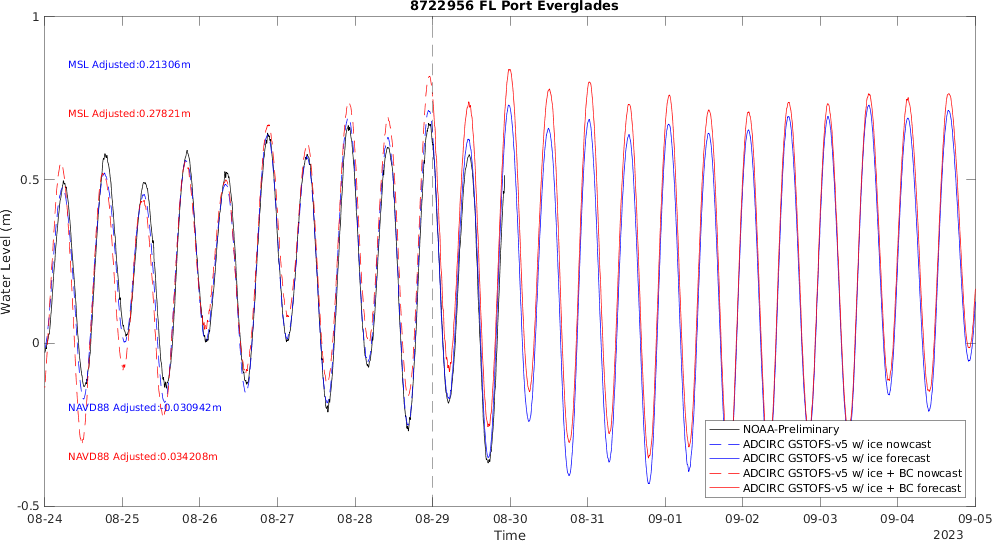 8722956 FL Port Everglades
1
0.5
0
-0.5
Water Level (m)
MSL Adjusted:0.21306m
MSL Adjusted:0.27821m
NAVD88 Adjusted:-0.030942m
NAVD88 Adjusted:0.034208m
NOAA-Preliminary
ADCIRC GSTOFS-v5 w/ ice nowcast
ADCIRC GSTOFS-v5 w/ ice forecast
ADCIRC GSTOFS-v5 w/ ice + BC nowcast
ADCIRC GSTOFS-v5 w/ ice + BC forecast
08-24 08-25 08-26 08-27 08-28 08-29 08-30 08-31 09-01 09-02 09-03 09-04 09-05
Time
2023